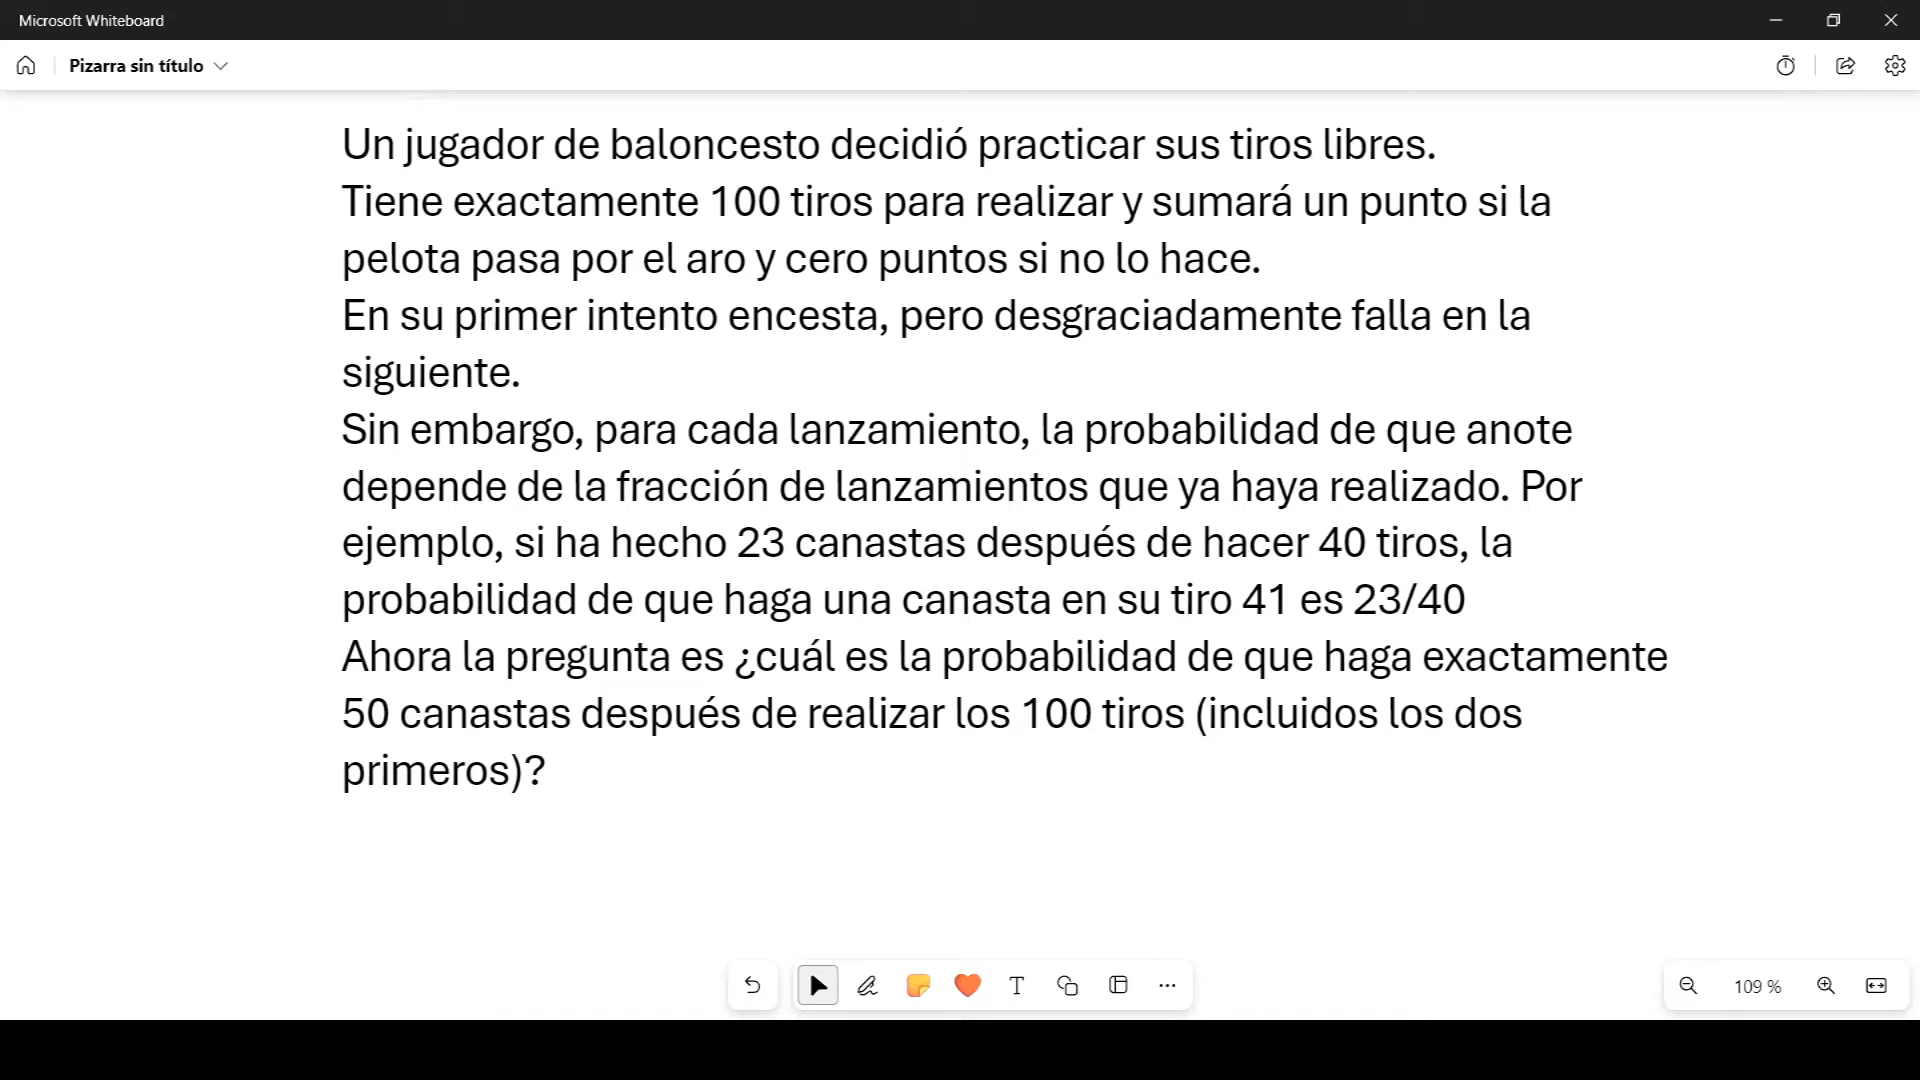 Microsoft Whiteboard
Pizarra sin título
Un jugador de baloncesto decidió practicar sus tiros libres.
Tiene exactamente 100 tiros para realizar y sumará un punto si la
pelota pasa por el aro y cero puntos si no lo hace.
En su primer intento encesta, pero desgraciadamente falla en la
siguiente.
Sin embargo, para cada lanzamiento, la probabilidad de que anote
depende de la fracción de lanzamientos que ya haya realizado. Por
ejemplo, si ha hecho 23 canastas después de hacer 40 tiros, la
probabilidad de que haga una canasta en su tiro 41 es 23/40
Ahora la pregunta es ¿cuál es la probabilidad de que haga exactamente
50 canastas después de realizar los 100 tiros (incluidos los dos
primeros)?
109 %